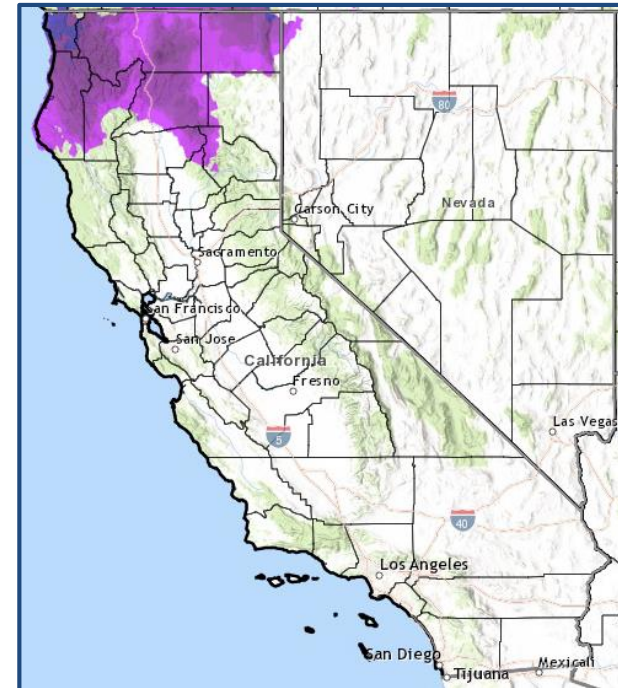 80
Nevada
Carson City
Sacramento
San Francisco
San Jose
California
Fresno
5
Las Vegas
40
Los Angeles
San Diego
Tijuana
Mexicali